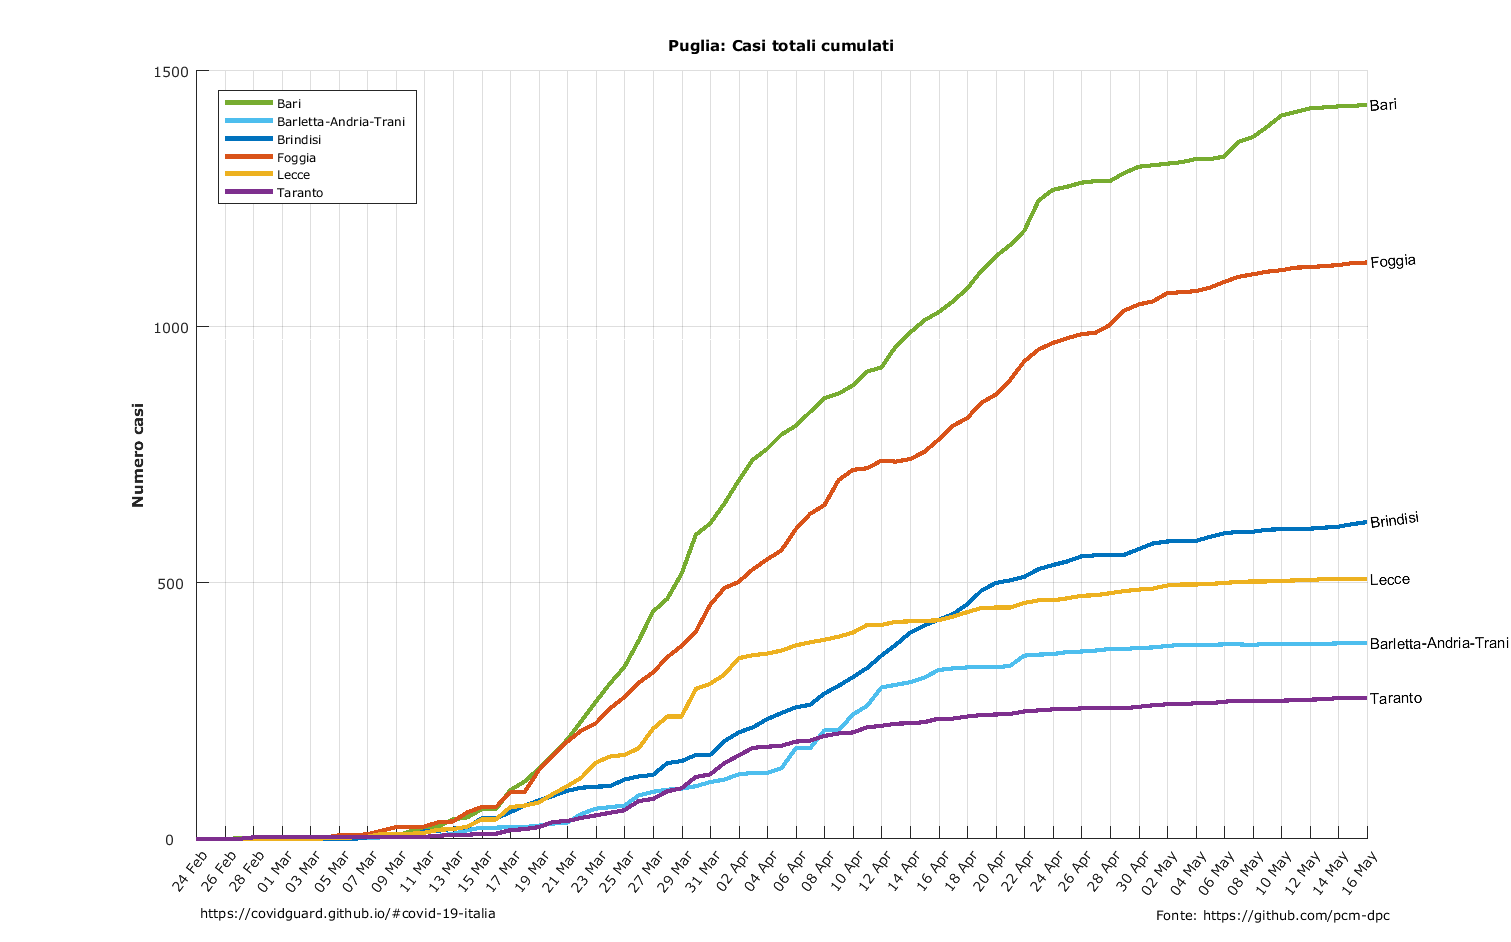 Puglia: Casi totali cumulati
1500
1000
500
0
Numero casi
Bari
Barletta-Andria-Trani
Brindisi
Foggia
Lecce
Taranto
Bari
Foggia
Brindisi
Lecce
Barletta-Andria-Trani
Taranto
24 Feb
26 Feb
28 Feb
01 Mar
03 Mar
05 Mar
07 Mar
09 Mar
11 Mar
13 Mar
15 Mar
17 Mar
19 Mar
21 Mar
23 Mar
25 Mar
27 Mar
29 Mar
31 Mar
02 Apr
04 Apr
06 Apr
08 Apr
10 Apr
12 Apr
14 Apr
16 Apr
18 Apr
20 Apr
22 Apr
24 Apr
26 Apr
28 Apr
30 Apr
02 May
04 May
06 May
08 May
10 May
12 May
14 May
16 May
https://covidguard.github.io/#covid-19-italia
Fonte: https://github.com/pcm-dpc